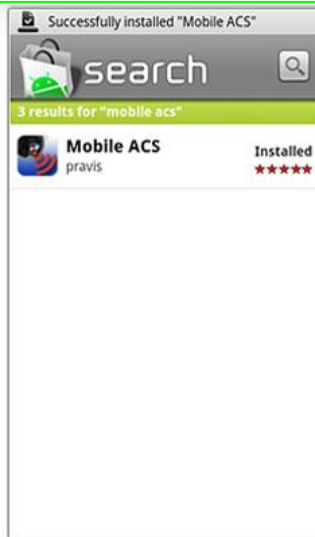 Successfully installed "Mobile ACS"
search
3 results for "mobile acs"
Mobile ACS
pravis
Installed